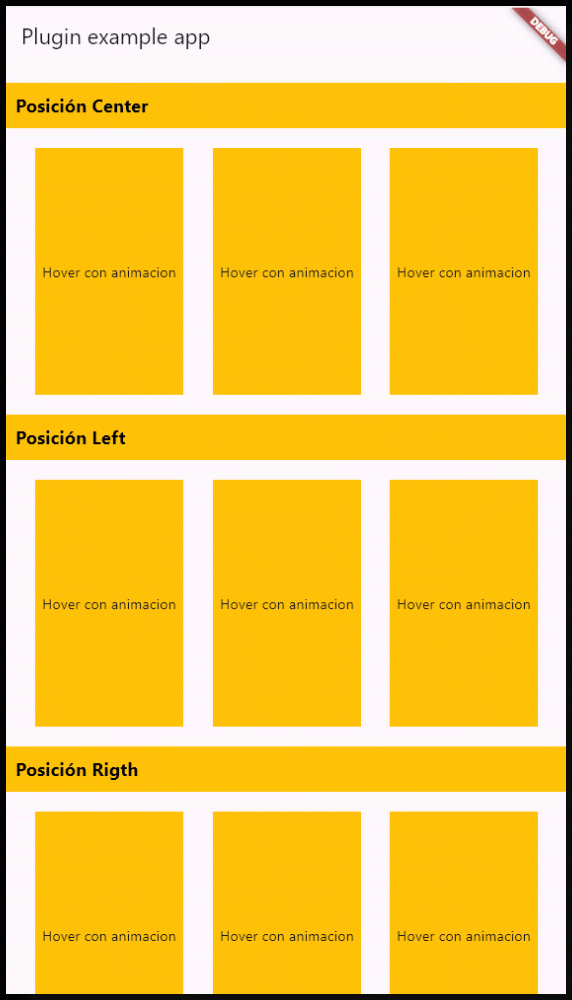 Plugin example app
DEBUG
Posición Center
Hover con animacion
Hover con animacion
Hover con animacion
Posición Left
Hover con animacion
Hover con animacion
Hover con animacion
Posición Rigth
Hover con animacion
Hover con animacion
Hover con animacion